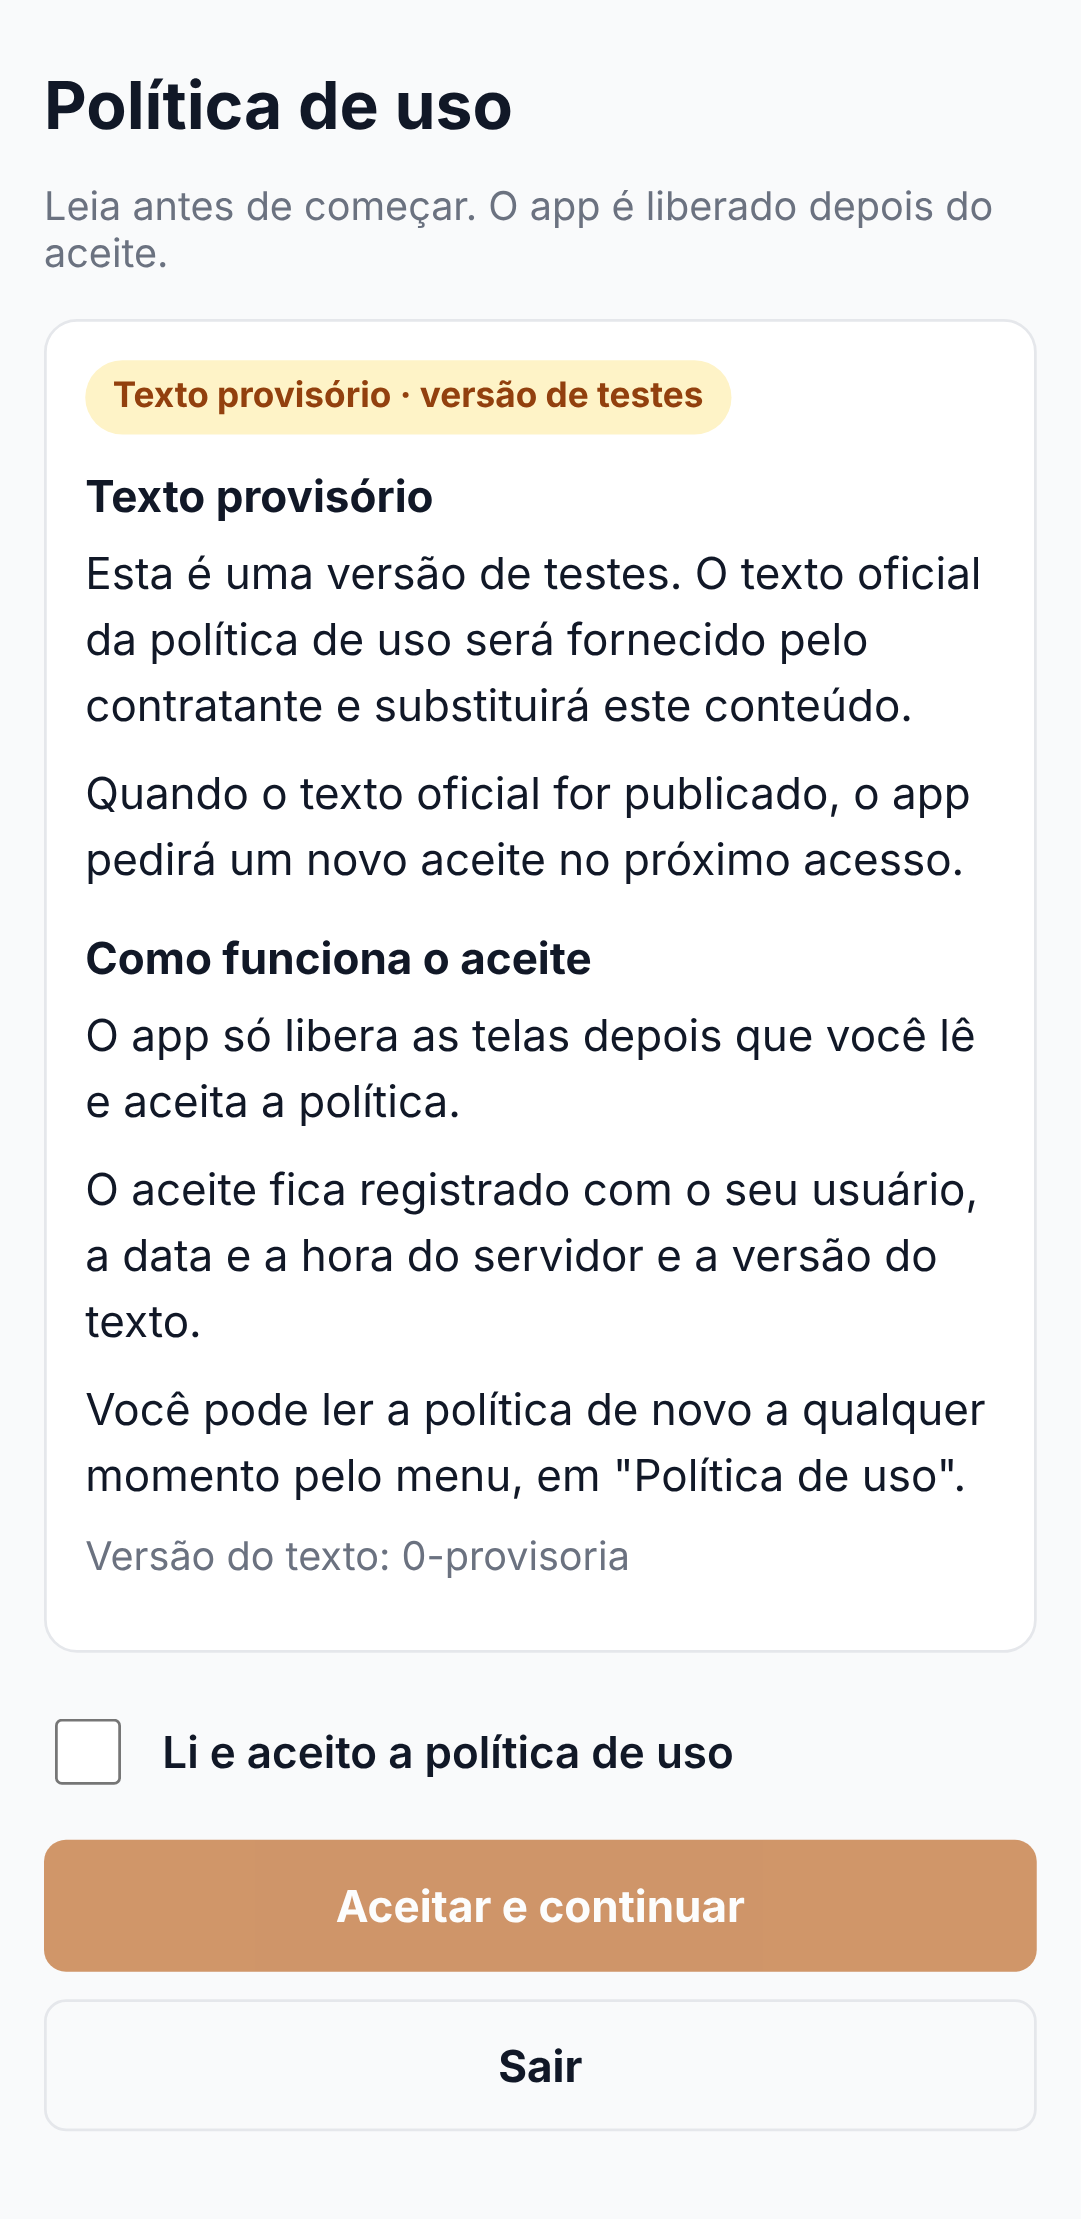 Política de uso
Leia antes de começar. O app é liberado depois do
aceite.
Texto provisório · versão de testes
Texto provisório
Esta é uma versão de testes. O texto oficial
da política de uso será fornecido pelo
contratante e substituirá este conteúdo.
Quando o texto oficial for publicado, o app
pedirá um novo aceite no próximo acesso.
Como funciona o aceite
O app só libera as telas depois que você lê
e aceita a política.
O aceite fica registrado com o seu usuário,
a data e a hora do servidor e a versão do
texto.
Você pode ler a política de novo a qualquer
momento pelo menu, em "Política de uso".
Versão do texto: 0-provisoria
Li e aceito a política de uso
Aceitar e continuar
Sair